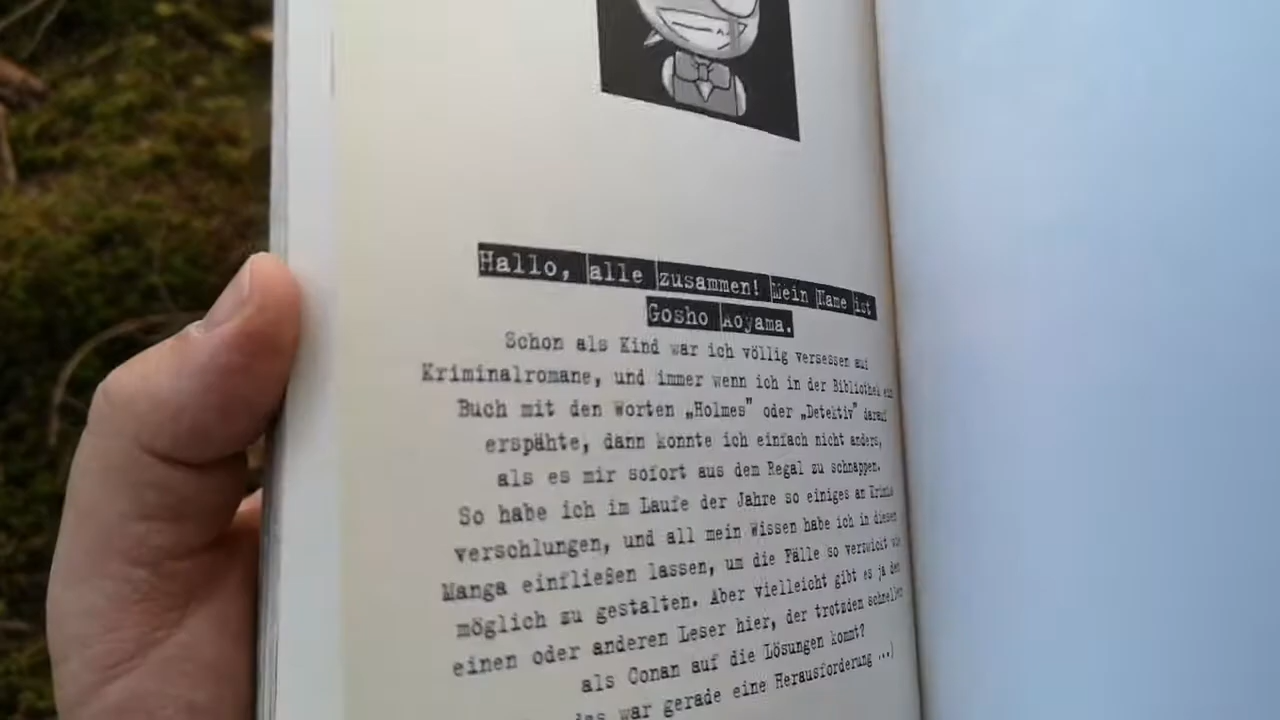 Hallo, alle zusammen! Mein Name ist
Gosho Aoyama.
Schon als Kind war ich völlig versessen auf
Kriminalromane, und immer wenn ich in der Bibliothek ein
Buch mit den Worten „Holmes" oder „Detektiv" darauf
erspähte, dann konnte ich einfach nicht anders,
als es mir sofort aus dem Regal zu schnappen.
So habe ich im Laufe der Jahre so einiges an Krimis
verschlungen, und all mein Wissen habe ich in diesen
Manga einfließen lassen, um die Fälle so verzwickt wie
möglich zu gestalten. Aber vielleicht gibt es ja den
einen oder anderen Leser hier, der trotzdem schneller
als Conan auf die Lösungen kommt?
das war gerade eine Herausforderung ...)